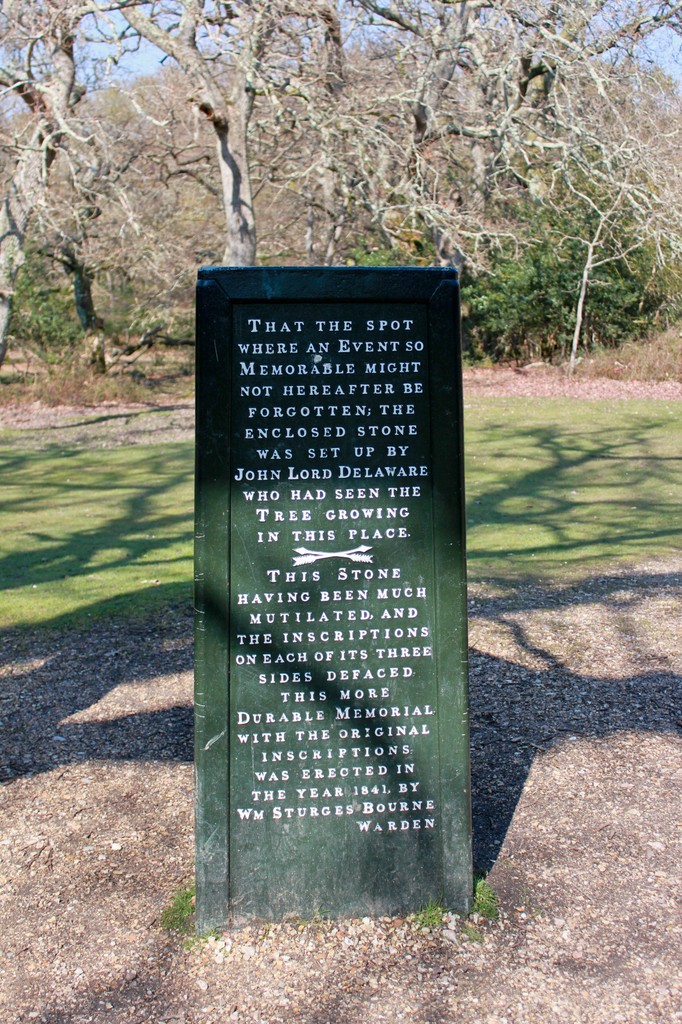 THAT THE SPOT
WHERE AN EVENT SO
MEMORABLE MIGHT
NOT HEREAFTER BE
FORGOTTEN; THE
ENCLOSED STONE
WAS SET UP BY
JOHN LORD DELAWARE
WHO HAD SEEN THE
TREE GROWING
IN THIS PLACE.
THIS STONE
HAVING BEEN MUCH
MUTILATED, AND
THE INSCRIPTIONS
ON EACH OF ITS THREE
SIDES DEFACED.
THIS MORE
DURABLE MEMORIAL
WITH THE ORIGINAL
INSCRIPTIONS
WAS ERECTED IN
THE YEAR 1841, BY
WM STURGES BOURNE
WARDEN